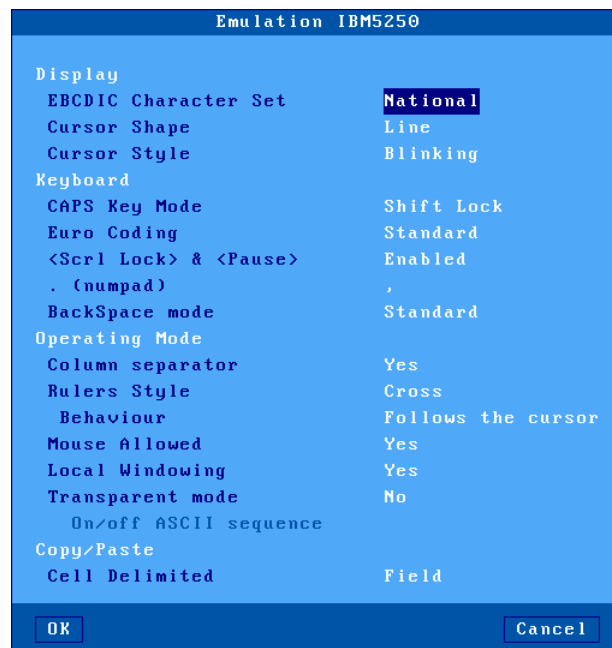 Emulation IBM5250
Display
EBCDIC Character Set National
Cursor Shape Line
Cursor Style Blinking
Keyboard
CAPS Key Mode Shift Lock
Euro Coding Standard
<Scrl Lock> & <Pause> Enabled
. (numpad) ,
BackSpace mode Standard
Operating Mode
Column separator Yes
Rulers Style Cross
Behaviour Follows the cursor
Mouse Allowed Yes
Local Windowing Yes
Transparent mode No
On/off ASCII sequence
Copy/Paste
Cell Delimited Field
OK Cancel